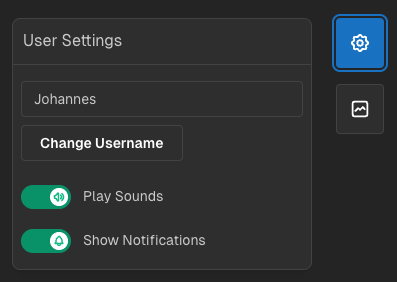 User Settings
Johannes
Change Username
Play Sounds
Show Notifications